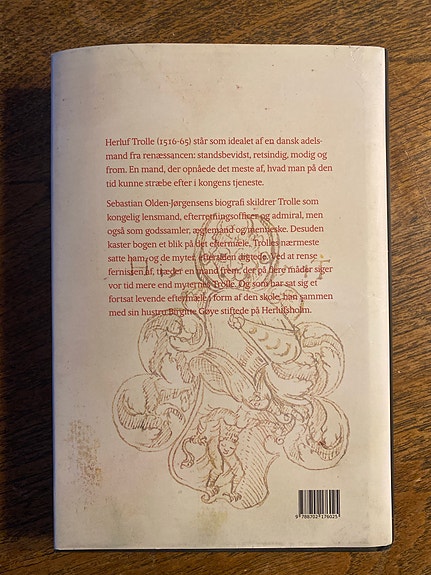 Herluf Trolle (1516-65) står som idealet af en dansk adels-
mand fra renæssancen: standsbevidst, retsindig, modig og
from. En mand, der opnåede det meste af, hvad man på den
tid kunne stræbe efter i kongens tjeneste.
Sebastian Olden-Jørgensens biografi skildrer Trolle som
kongelig lensmand, efterretningsofficer og admiral, men
også som godssamler, ægtemand og menneske. Desuden
kaster bogen et blik på det eftermæle, Trolles nærmeste
satte ham og de myter, eftertiden digtede. Ved at rense
fernissen af, træder en mand frem, der på flere måder siger
vor tid mere end myternes Trolle. Og som har sat sig et
fortsat levende eftermæle i form af den skole, han sammen
med sin hustru Birgitte Gøye stiftede på Herlufsholm.
9 788702 176025